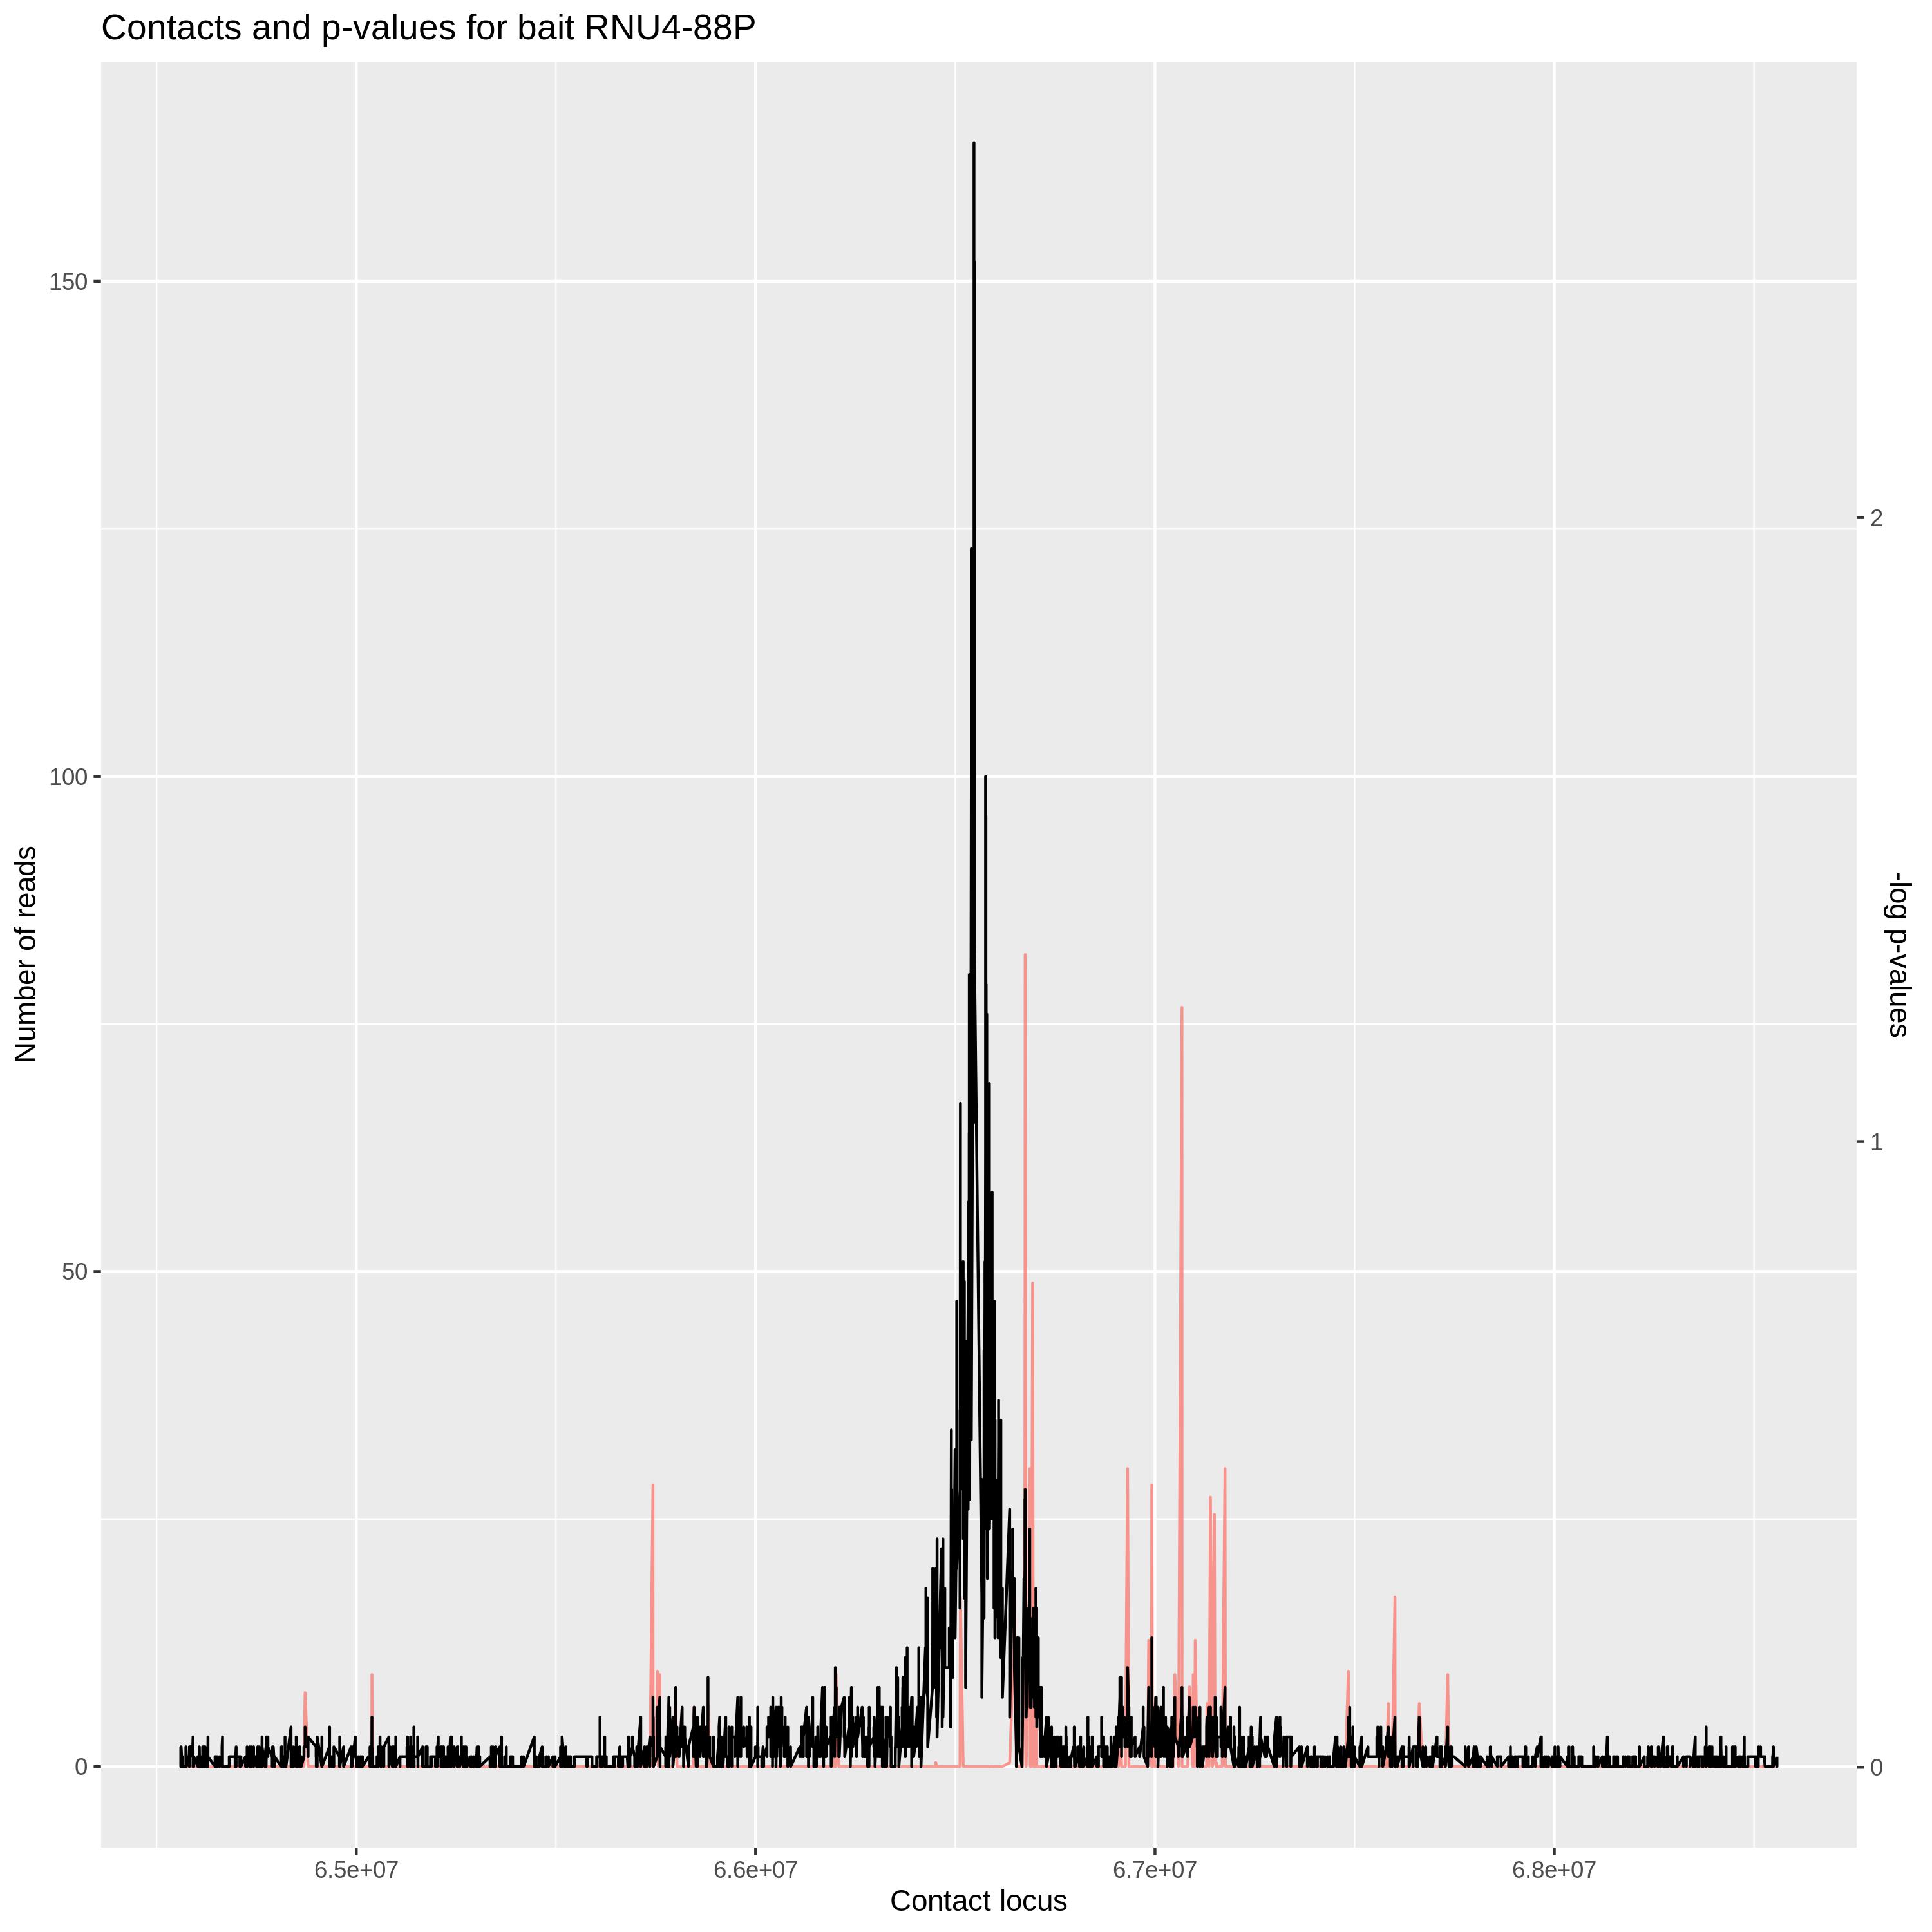 Contacts and p-values for bait RNU4-88P
150
100
50
0
Number of reads
2
1
0
-log p-values
6.5e+07
6.6e+07
6.7e+07
6.8e+07
Contact locus